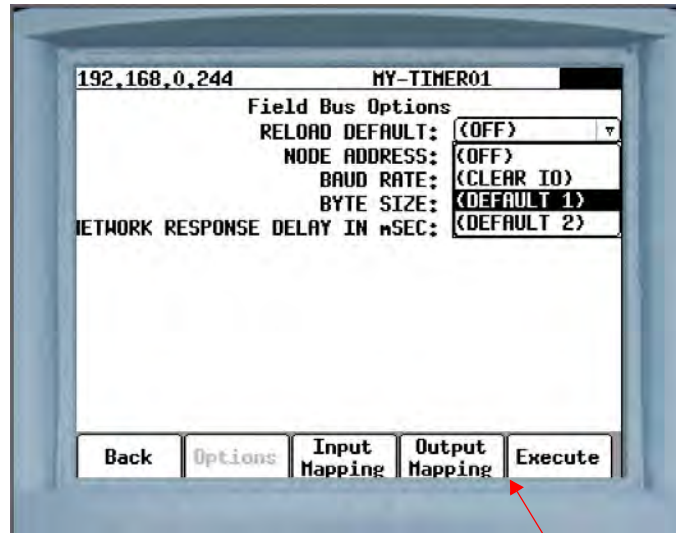 192,168,0,244 MY-TIMER01
Field Bus Options
RELOAD DEFAULT: (OFF)
NODE ADDRESS: (OFF)
BAUD RATE: (CLEAR IO)
BYTE SIZE: (DEFAULT 1)
NETWORK RESPONSE DELAY IN mSEC: (DEFAULT 2)
Back Options Input Mapping Output Mapping Execute